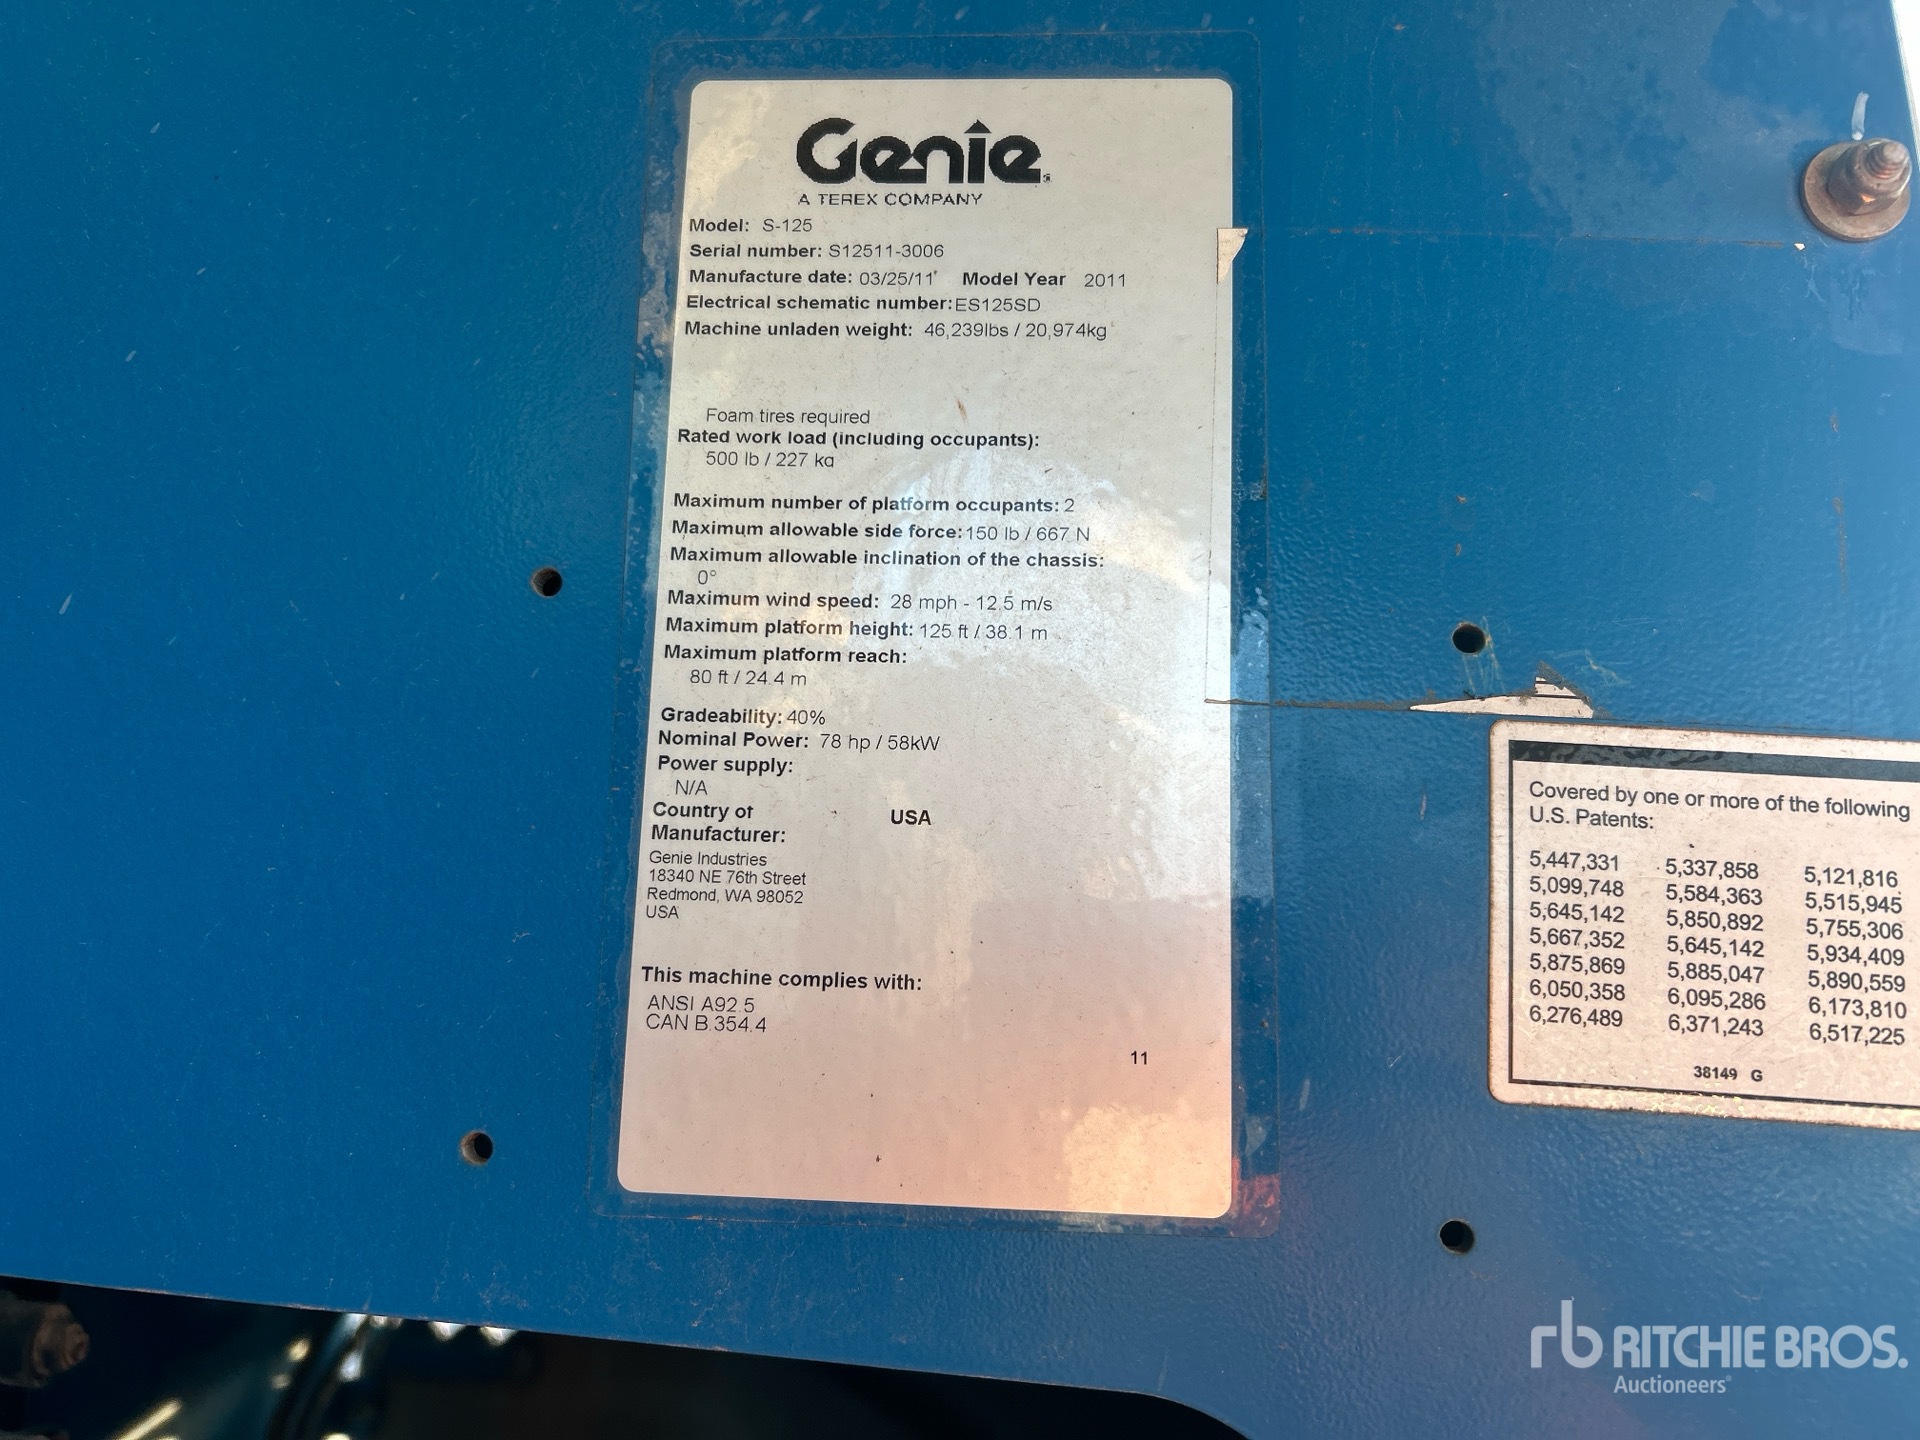 Genie
A TEREX COMPANY
Model: S-125
Serial number: S12511-3006
Manufacture date: 03/25/11 Model Year 2011
Electrical schematic number: ES125SD
Machine unladen weight: 46,239lbs / 20,974kg
Foam tires required
Rated work load (including occupants):
500 lb / 227 kg
Maximum number of platform occupants: 2
Maximum allowable side force: 150 lb / 667 N
Maximum allowable inclination of the chassis:
0°
Maximum wind speed: 28 mph - 12.5 m/s
Maximum platform height: 125 ft / 38.1 m
Maximum platform reach:
80 ft / 24.4 m
Gradeability: 40%
Nominal Power: 78 hp / 58kW
Power supply:
N/A
Country of USA
Manufacturer:
Genie Industries
18340 NE 76th Street
Redmond, WA 98052
USA
This machine complies with:
ANSI A92.5
CAN B.354.4
11
Covered by one or more of the following
U.S. Patents:
5,447,331 5,337,858 5,121,816
5,099,748 5,584,363 5,515,945
5,645,142 5,850,892 5,755,306
5,667,352 5,645,142 5,934,409
5,875,869 5,885,047 5,890,559
6,050,358 6,095,286 6,173,810
6,276,489 6,371,243 6,517,225
38149 G
rb RITCHIE BROS.
Auctioneers